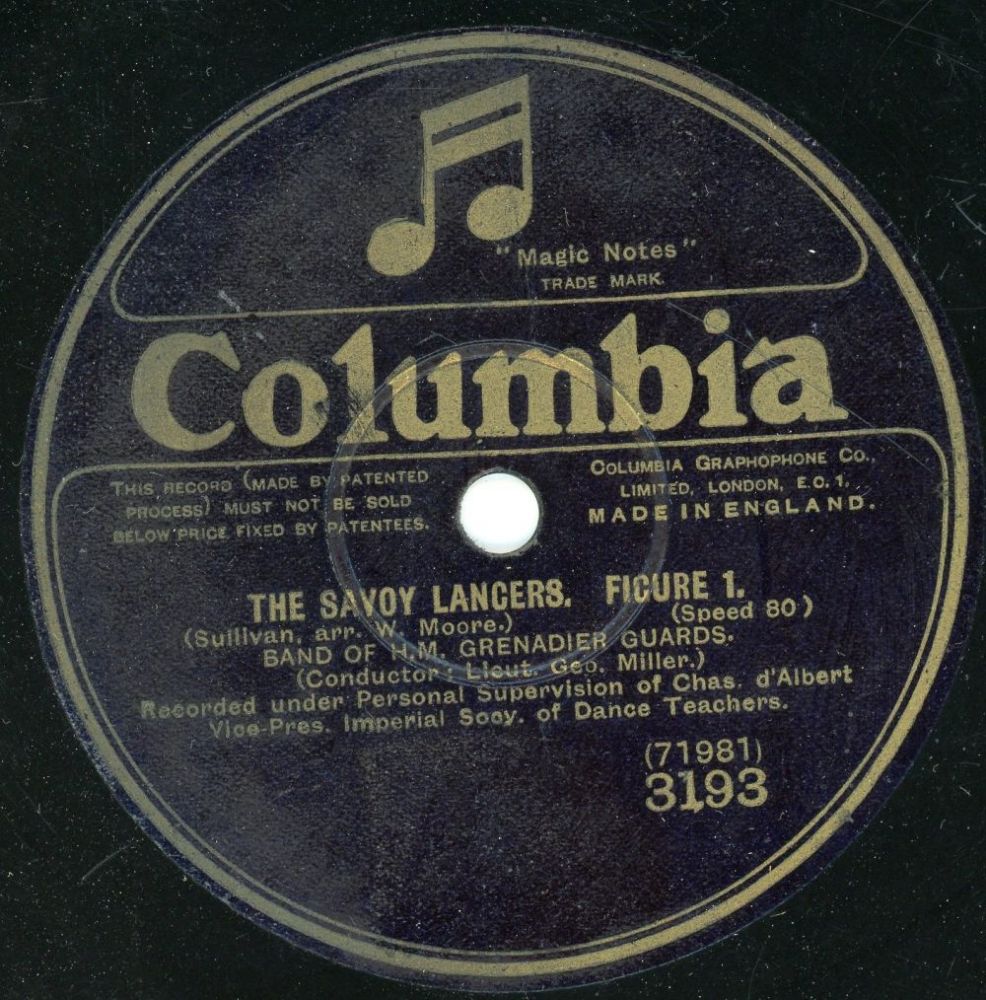 "Magic Notes"
TRADE MARK.
Columbia
THIS RECORD (MADE BY PATENTED
PROCESS) MUST NOT BE SOLD
BELOW PRICE FIXED BY PATENTEES.
COLUMBIA GRAPHOPHONE CO.,
LIMITED, LONDON, E.C.1.
MADE IN ENGLAND.
THE SAVOY LANCERS. FIGURE 1.
(Sullivan, arr. W. Moore.) (Speed 80)
BAND OF H.M. GRENADIER GUARDS.
(Conductor: Lieut. Geo. Miller.)
Recorded under Personal Supervision of Chas. d'Albert
Vice-Pres. Imperial Socy. of Dance Teachers.
(71981)
3193